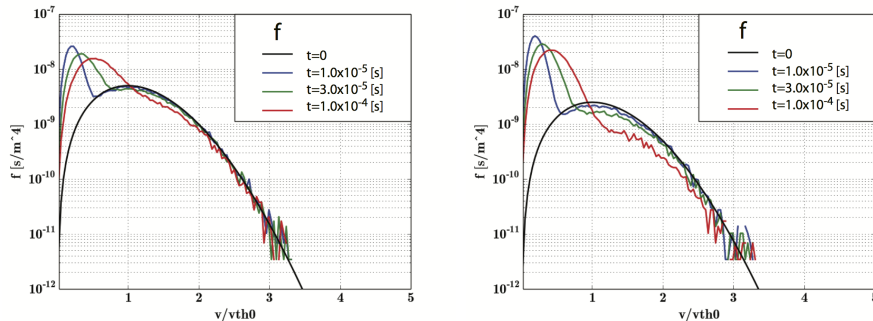 f
t=0
t=1.0x10⁻⁵ [s]
t=3.0x10⁻⁵ [s]
t=1.0x10⁻⁴ [s]
10⁻⁷
10⁻⁸
10⁻⁹
10⁻¹⁰
10⁻¹¹
10⁻¹²
f [s/m^4]
0 1 2 3 4 5
v/vth0
f
t=0
t=1.0x10⁻⁵ [s]
t=3.0x10⁻⁵ [s]
t=1.0x10⁻⁴ [s]
10⁻⁷
10⁻⁸
10⁻⁹
10⁻¹⁰
10⁻¹¹
10⁻¹²
f [s/m^4]
0 1 2 3 4 5
v/vth0